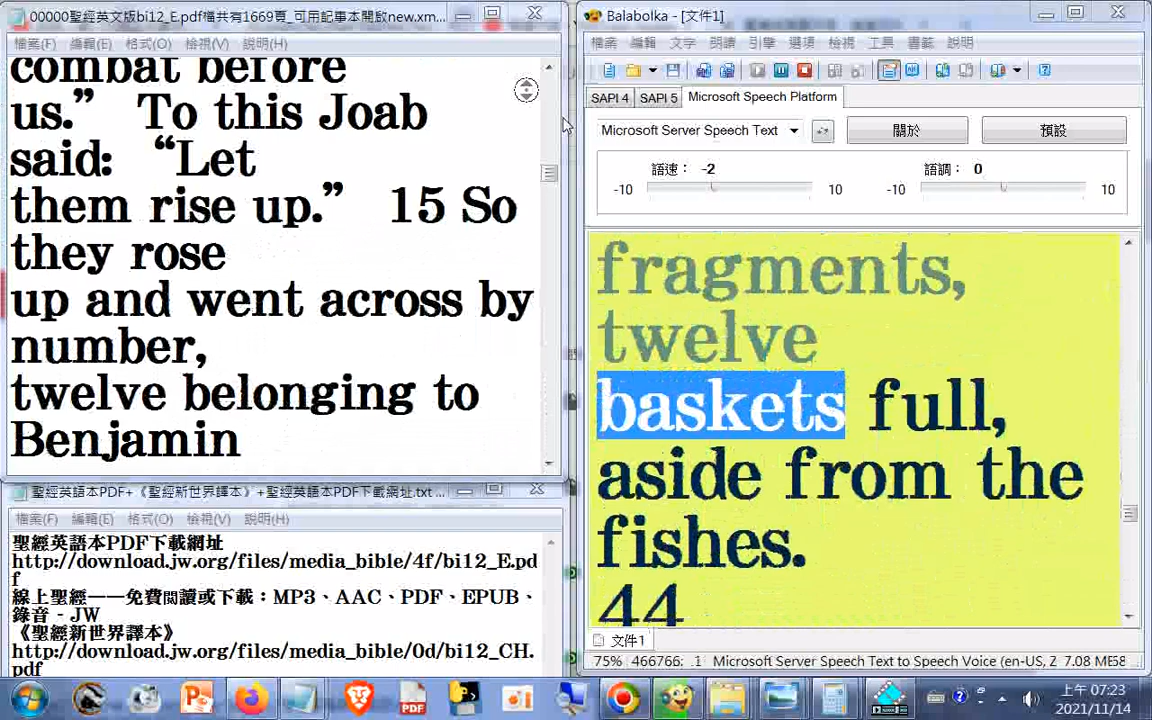 00000聖經英文版bi12_E.pdf檔共有1669頁_可用記事本開啟new.xm...
檔案(F) 編輯(E) 格式(O) 檢視(V) 說明(H)
combat before
us.” To this Joab
said: “Let
them rise up.” 15 So
they rose
up and went across by
number,
twelve belonging to
Benjamin
聖經英語本PDF+《聖經新世界譯本》+聖經英語本PDF下載網址.txt ...
檔案(F) 編輯(E) 格式(O) 檢視(V) 說明(H)
聖經英語本PDF下載網址
http://download.jw.org/files/media_bible/4f/bi12_E.pd
f
線上聖經——免費閱讀或下載：MP3、AAC、PDF、EPUB、
錄音 - JW
《聖經新世界譯本》
http://download.jw.org/files/media_bible/0d/bi12_CH.
pdf
Balabolka - [文件1]
檔案 編輯 文字 朗讀 引擎 選項 檢視 工具 書籤 說明
SAPI 4 SAPI 5 Microsoft Speech Platform
Microsoft Server Speech Text 關於 預設
語速： -2 語調： 0
-10 10 -10 10
fragments,
twelve
baskets full,
aside from the
fishes.
44
文件1
75% 466766: .1 Microsoft Server Speech Text to Speech Voice (en-US, 2 7.08 ME58
上午 07:23
2021/11/14